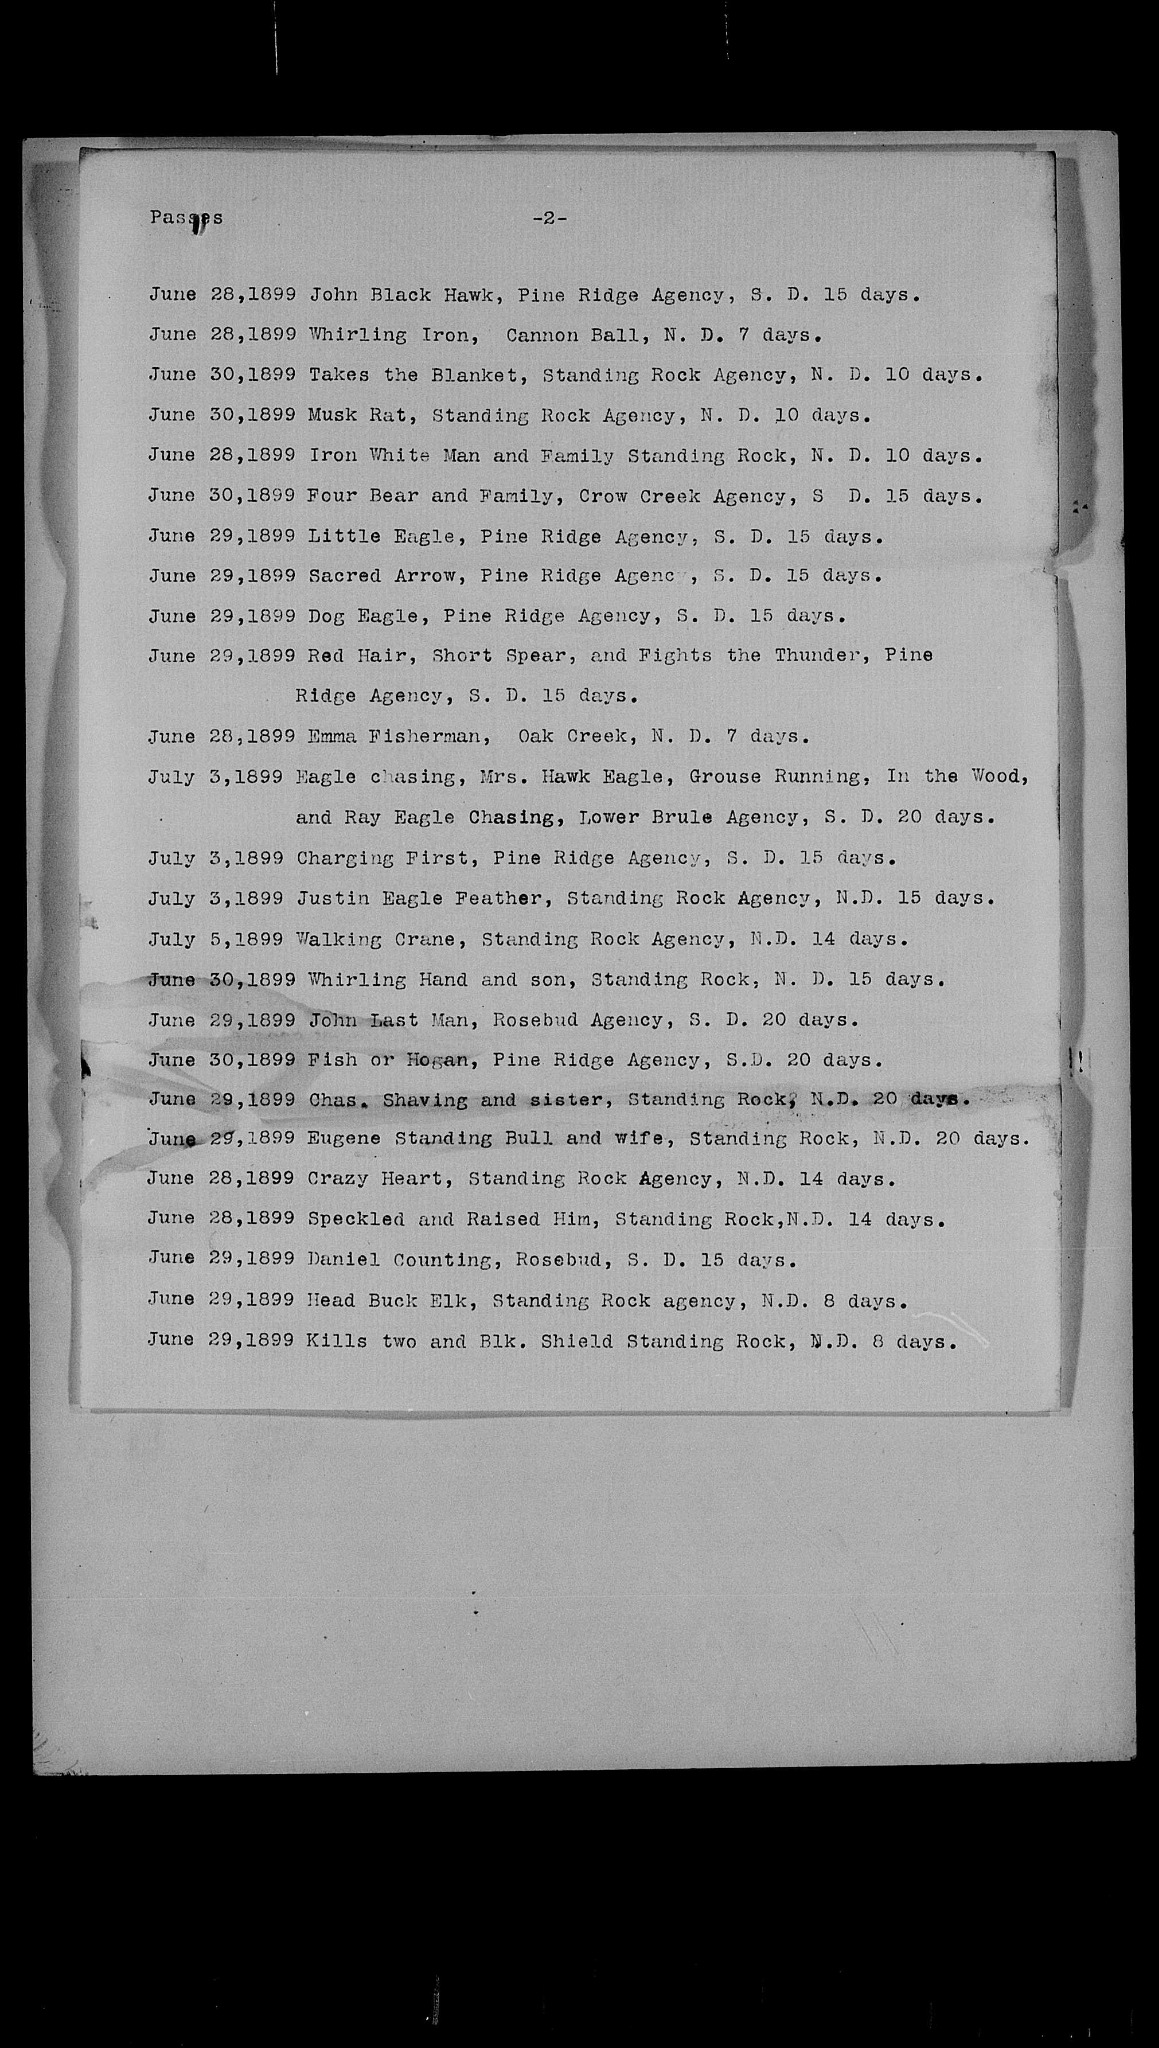 Passes -2-
June 28,1899 John Black Hawk, Pine Ridge Agency, S. D. 15 days.
June 28,1899 Whirling Iron, Cannon Ball, N. D. 7 days.
June 30,1899 Takes the Blanket, Standing Rock Agency, N. D. 10 days.
June 30,1899 Musk Rat, Standing Rock Agency, N. D. 10 days.
June 28,1899 Iron White Man and Family Standing Rock, N. D. 10 days.
June 30,1899 Four Bear and Family, Crow Creek Agency, S D. 15 days.
June 29,1899 Little Eagle, Pine Ridge Agency, S. D. 15 days.
June 29,1899 Sacred Arrow, Pine Ridge Agency, S. D. 15 days.
June 29,1899 Dog Eagle, Pine Ridge Agency, S. D. 15 days.
June 29,1899 Red Hair, Short Spear, and Fights the Thunder, Pine
Ridge Agency, S. D. 15 days.
June 28,1899 Emma Fisherman, Oak Creek, N. D. 7 days.
July 3,1899 Eagle chasing, Mrs. Hawk Eagle, Grouse Running, In the Wood,
and Ray Eagle Chasing, Lower Brule Agency, S. D. 20 days.
July 3,1899 Charging First, Pine Ridge Agency, S. D. 15 days.
July 3,1899 Justin Eagle Feather, Standing Rock Agency, N.D. 15 days.
July 5,1899 Walking Crane, Standing Rock Agency, N.D. 14 days.
June 30,1899 Whirling Hand and son, Standing Rock, N. D. 15 days.
June 29,1899 John Last Man, Rosebud Agency, S. D. 20 days.
June 30,1899 Fish or Hogan, Pine Ridge Agency, S.D. 20 days.
June 29,1899 Chas. Shaving and sister, Standing Rock, N.D. 20 days.
June 29,1899 Eugene Standing Bull and wife, Standing Rock, N.D. 20 days.
June 28,1899 Crazy Heart, Standing Rock Agency, N.D. 14 days.
June 28,1899 Speckled and Raised Him, Standing Rock,N.D. 14 days.
June 29,1899 Daniel Counting, Rosebud, S. D. 15 days.
June 29,1899 Head Buck Elk, Standing Rock agency, N.D. 8 days.
June 29,1899 Kills two and Blk. Shield Standing Rock, N.D. 8 days.